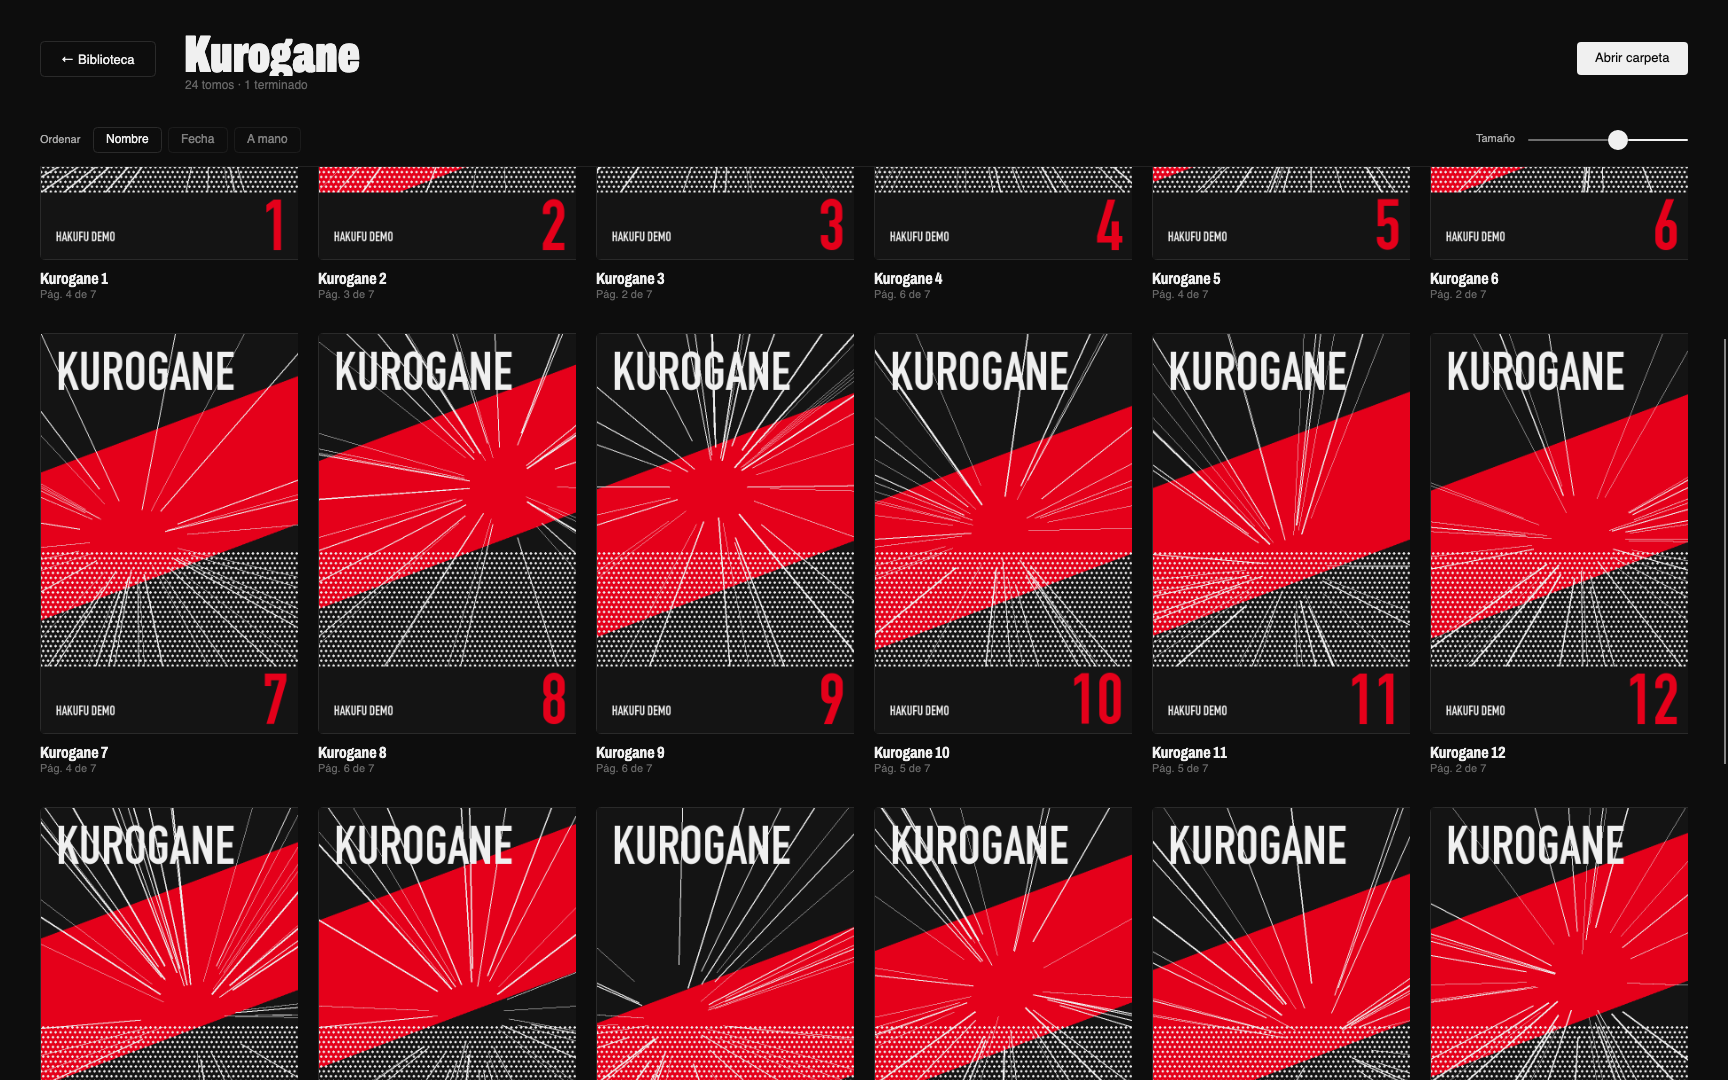 ← Biblioteca
Kurogane
24 tomos · 1 terminado
Abrir carpeta
Ordenar
Nombre
Fecha
A mano
Tamaño
HAKUFU DEMO 1
HAKUFU DEMO 2
HAKUFU DEMO 3
HAKUFU DEMO 4
HAKUFU DEMO 5
HAKUFU DEMO 6
Kurogane 1
Pág. 4 de 7
Kurogane 2
Pág. 3 de 7
Kurogane 3
Pág. 2 de 7
Kurogane 4
Pág. 6 de 7
Kurogane 5
Pág. 4 de 7
Kurogane 6
Pág. 2 de 7
KUROGANE
HAKUFU DEMO 7
Kurogane 7
Pág. 4 de 7
KUROGANE
HAKUFU DEMO 8
Kurogane 8
Pág. 6 de 7
KUROGANE
HAKUFU DEMO 9
Kurogane 9
Pág. 6 de 7
KUROGANE
HAKUFU DEMO 10
Kurogane 10
Pág. 5 de 7
KUROGANE
HAKUFU DEMO 11
Kurogane 11
Pág. 5 de 7
KUROGANE
HAKUFU DEMO 12
Kurogane 12
Pág. 2 de 7
KUROGANE
KUROGANE
KUROGANE
KUROGANE
KUROGANE
KUROGANE